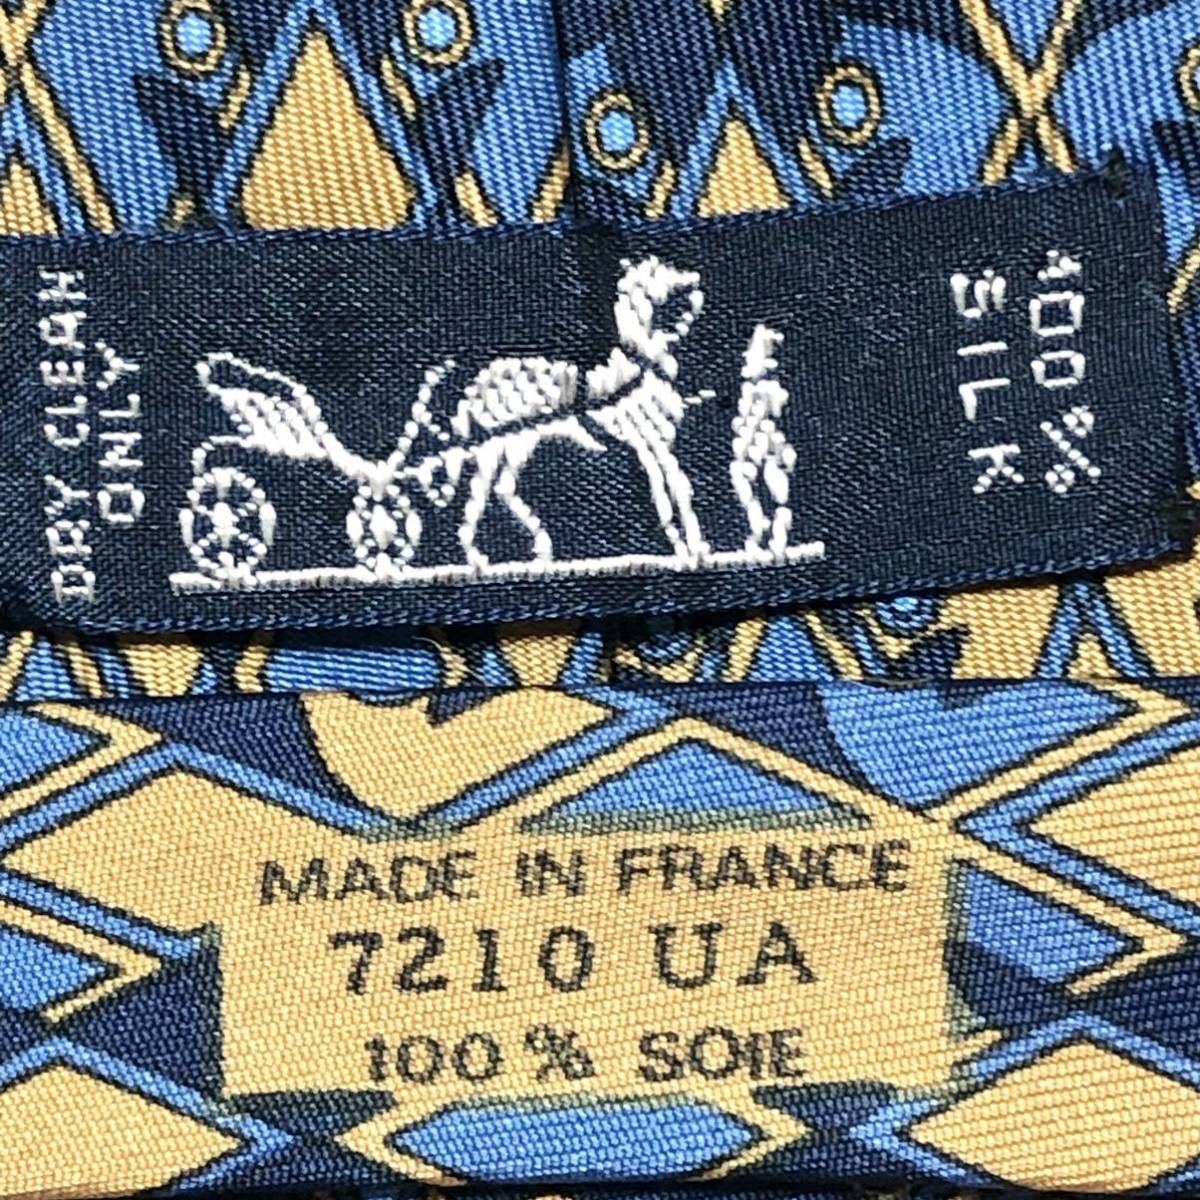 DRY CLEAN
ONLY
100%
SILK
MADE IN FRANCE
7210 UA
100 % SOIE